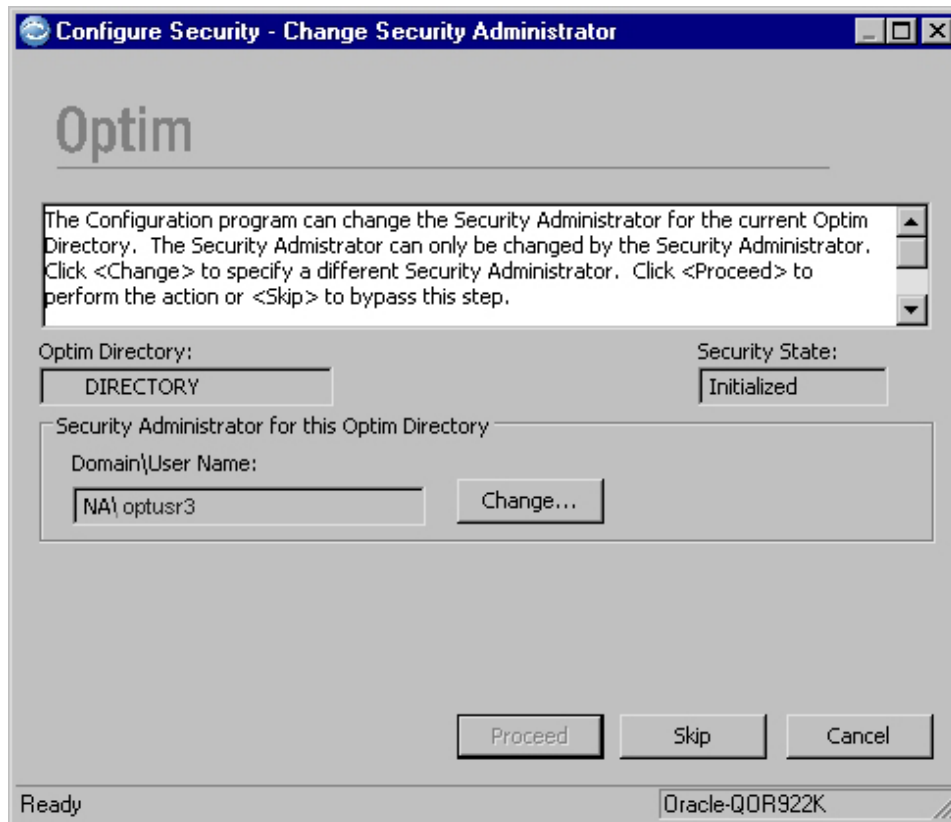 Configure Security - Change Security Administrator
Optim
The Configuration program can change the Security Administrator for the current Optim
Directory.  The Security Admistrator can only be changed by the Security Administrator.
Click <Change> to specify a different Security Administrator.  Click <Proceed> to
perform the action or <Skip> to bypass this step.
Optim Directory:
Security State:
DIRECTORY
Initialized
Security Administrator for this Optim Directory
Domain\User Name:
NA\optusr3
Change...
Proceed
Skip
Cancel
Ready
Oracle-QOR922K